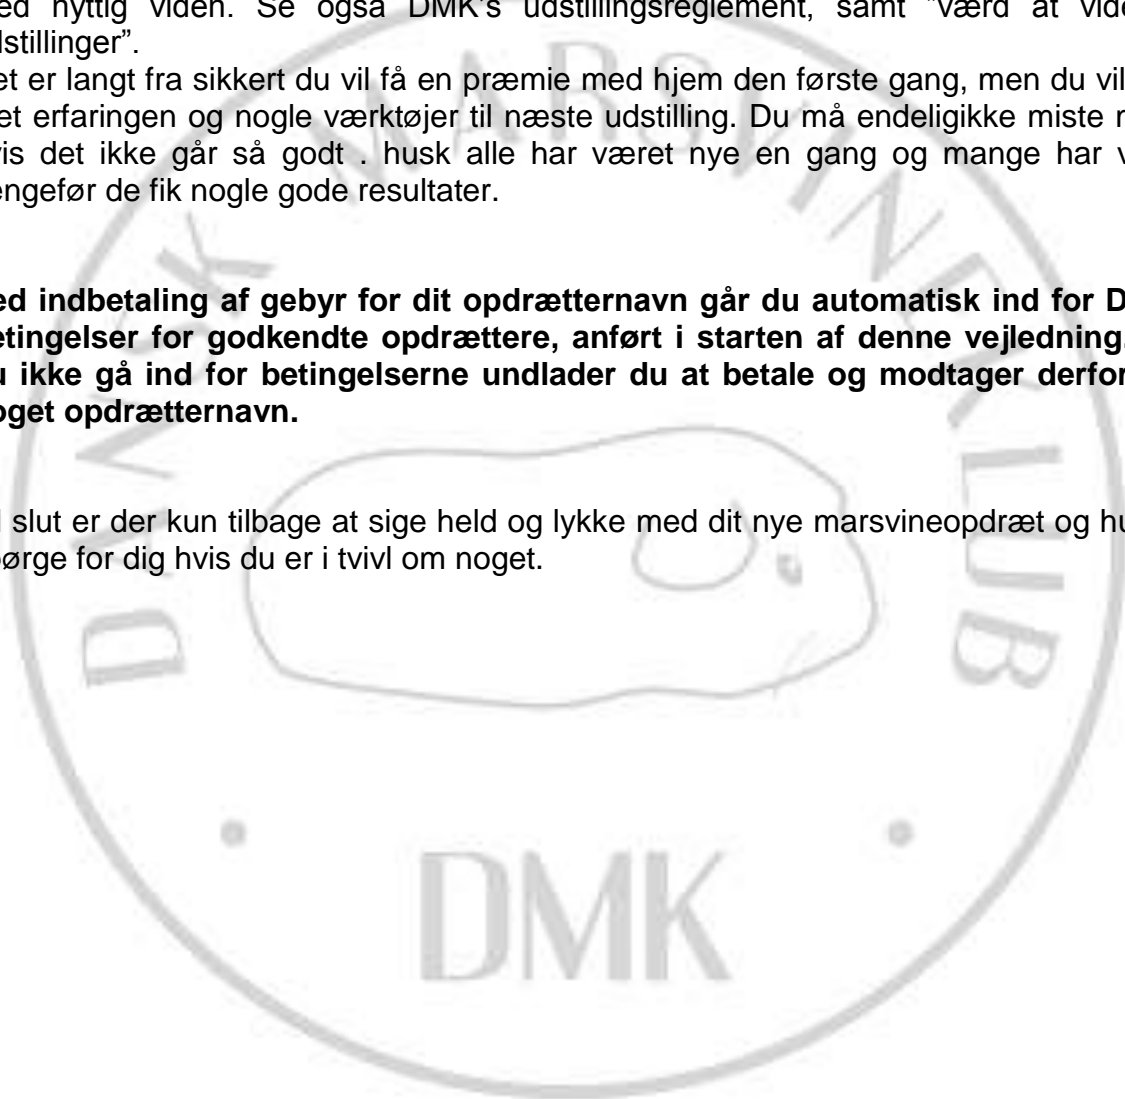 ed nyttig viden. Se også DMK's udstillingsreglement, samt "værd at vide
dstillinger".
et er langt fra sikkert du vil få en præmie med hjem den første gang, men du vil
et erfaringen og nogle værktøjer til næste udstilling. Du må endeligikke miste
vis det ikke går så godt . husk alle har været nye en gang og mange har v
engefør de fik nogle gode resultater.
ed indbetaling af gebyr for dit opdrætternavn går du automatisk ind for D
etingelser for godkendte opdrættere, anført i starten af denne vejledning.
u ikke gå ind for betingelserne undlader du at betale og modtager derfor
oget opdrætternavn.
l slut er der kun tilbage at sige held og lykke med dit nye marsvineopdræt og hu
ørge for dig hvis du er i tvivl om noget.
DANSK MARSVINEKLUB
DMK